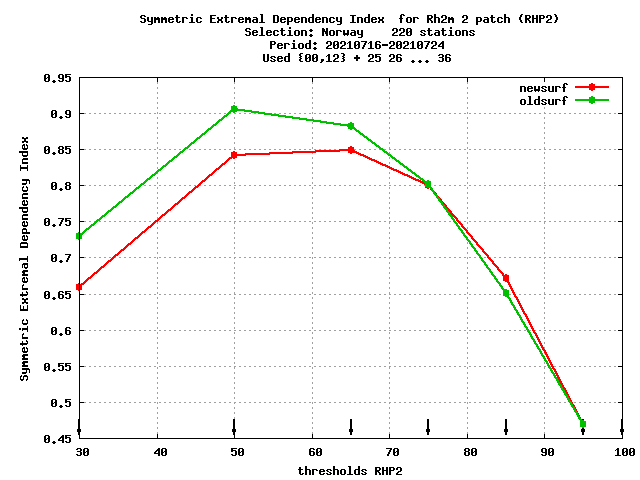 Symmetric Extremal Dependency Index  for Rh2m 2 patch (RHP2)
Selection: Norway    220 stations
Period: 20210716-20210724
Used {00,12} + 25 26 ... 36
newsurf
oldsurf
Symmetric Extremal Dependency Index
0.95
0.9
0.85
0.8
0.75
0.7
0.65
0.6
0.55
0.5
0.45
30 40 50 60 70 80 90 100
thresholds RHP2